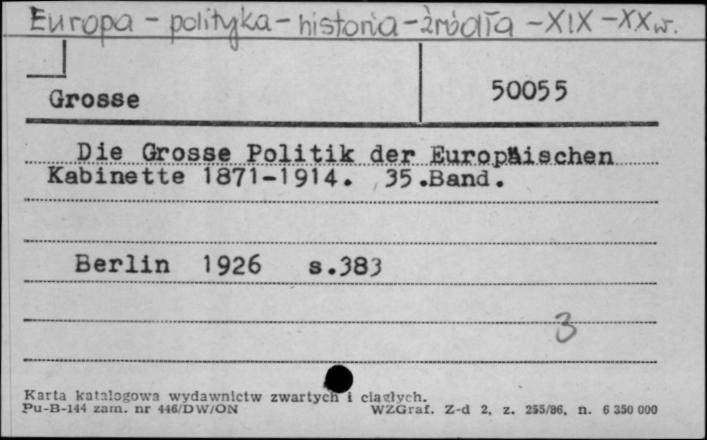 Europa - polityka - historia - źródła - XIX - XX w.
Grosse
50055
Die Grosse Politik der Europäischen
Kabinette 1871-1914. 35.Band.
Berlin 1926 s.383
3
Karta katalogowa wydawnictw zwartych i ciągłych.
Pu-B-144 zam. nr 446/DW/ON
WZGraf. Z-d 2, z. 255/86, n. 6 350 000